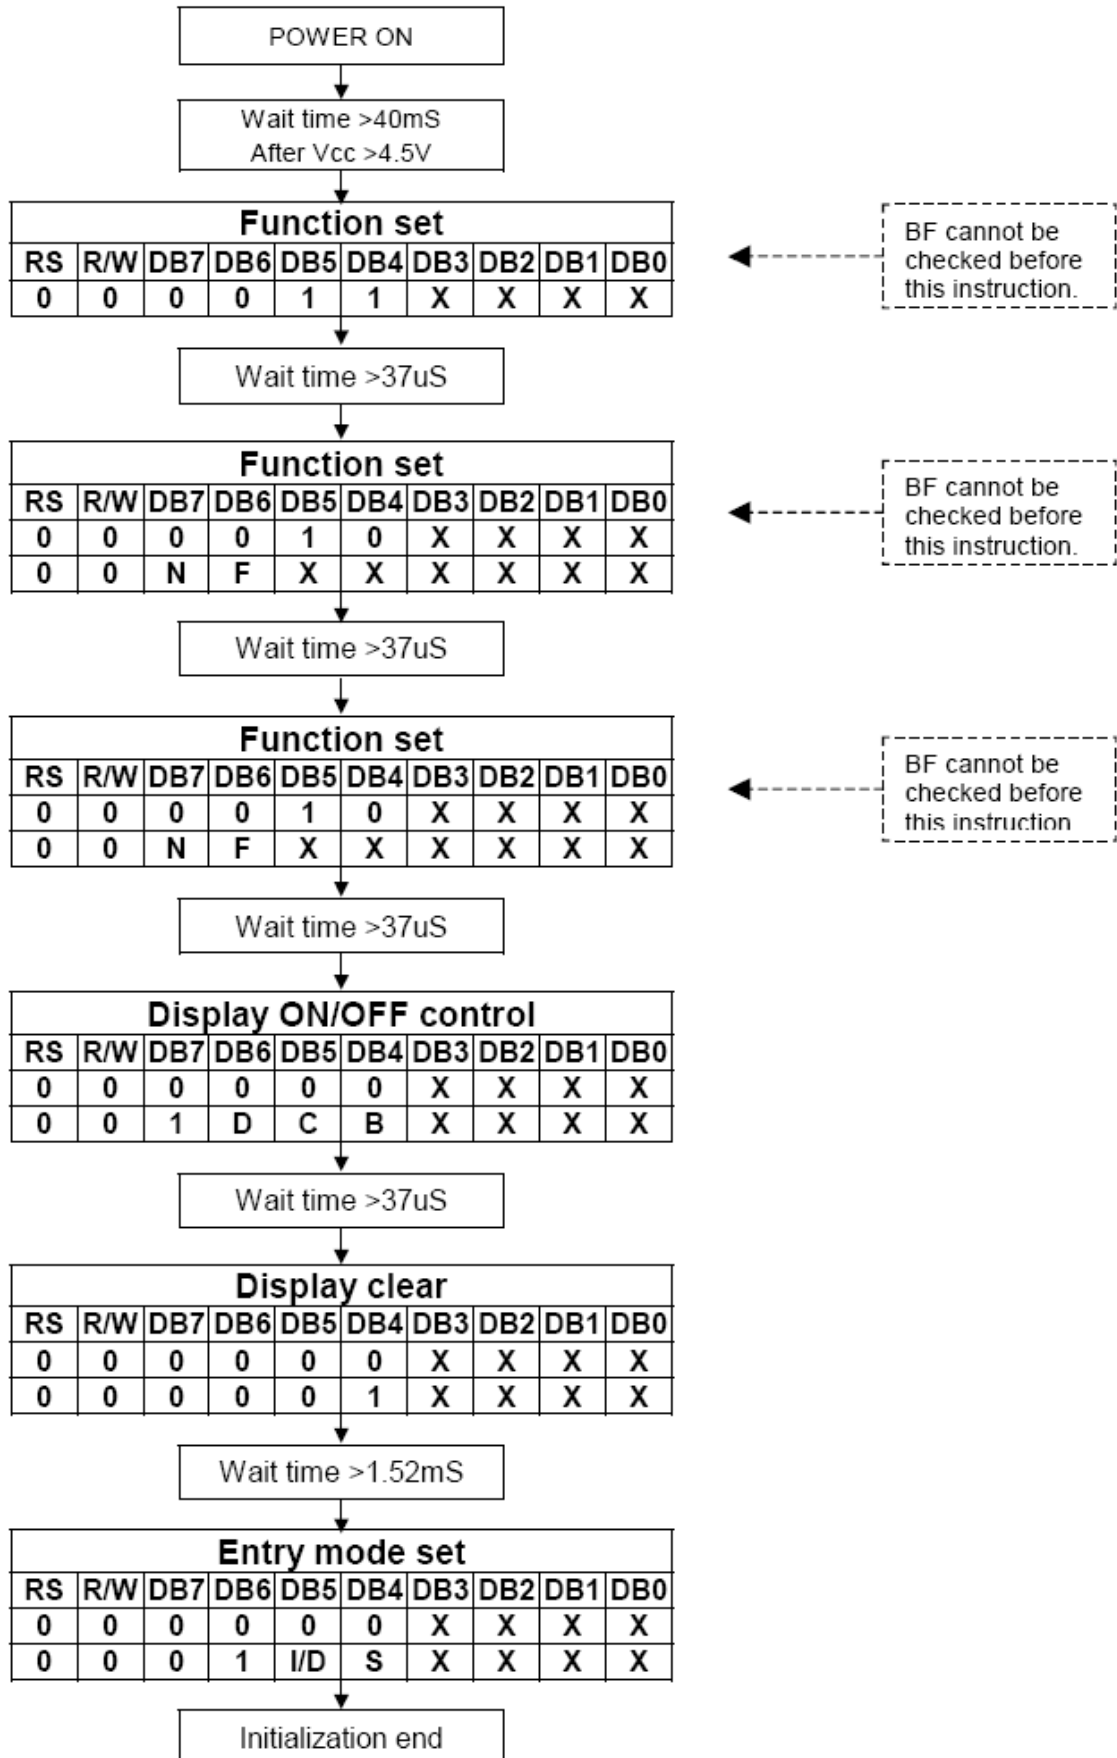 POWER ON
Wait time >40mS
After Vcc >4.5V
Function set
RS R/W DB7 DB6 DB5 DB4 DB3 DB2 DB1 DB0
0 0 0 0 1 1 X X X X
BF cannot be
checked before
this instruction.
Wait time >37uS
Function set
RS R/W DB7 DB6 DB5 DB4 DB3 DB2 DB1 DB0
0 0 0 0 1 0 X X X X
0 0 N F X X X X X X
BF cannot be
checked before
this instruction.
Wait time >37uS
Function set
RS R/W DB7 DB6 DB5 DB4 DB3 DB2 DB1 DB0
0 0 0 0 1 0 X X X X
0 0 N F X X X X X X
BF cannot be
checked before
this instruction
Wait time >37uS
Display ON/OFF control
RS R/W DB7 DB6 DB5 DB4 DB3 DB2 DB1 DB0
0 0 0 0 0 0 X X X X
0 0 1 D C B X X X X
Wait time >37uS
Display clear
RS R/W DB7 DB6 DB5 DB4 DB3 DB2 DB1 DB0
0 0 0 0 0 0 X X X X
0 0 0 0 0 1 X X X X
Wait time >1.52mS
Entry mode set
RS R/W DB7 DB6 DB5 DB4 DB3 DB2 DB1 DB0
0 0 0 0 0 0 X X X X
0 0 0 1 I/D S X X X X
Initialization end